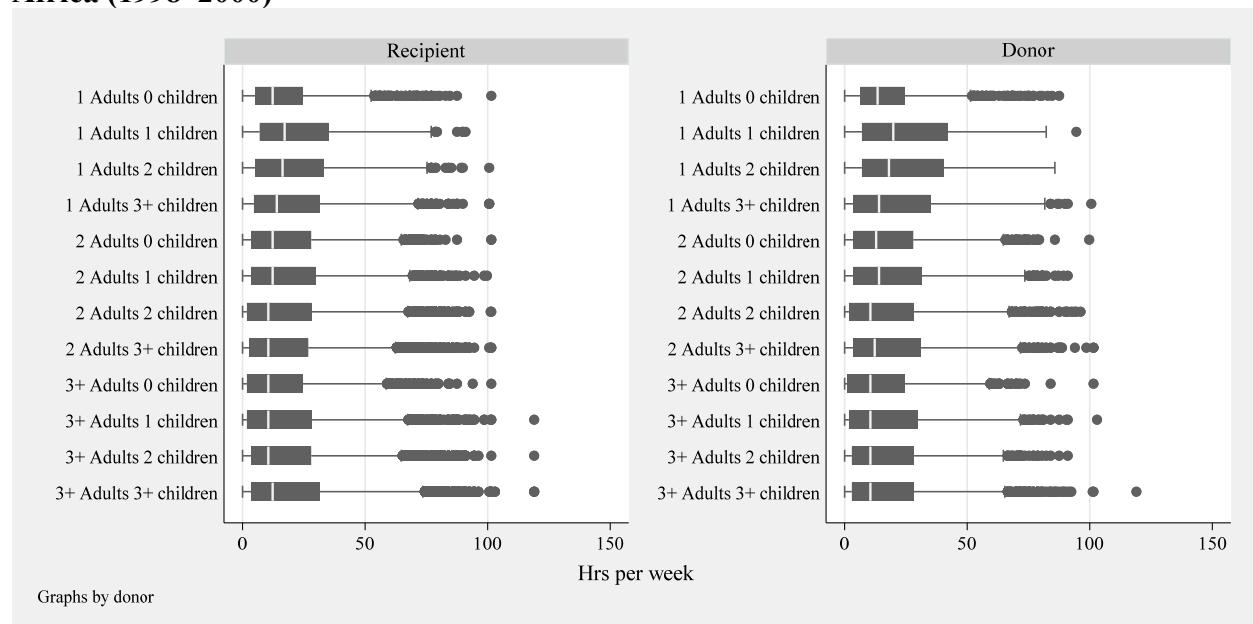 Africa (1998–2000)
Recipient
1 Adults 0 children
1 Adults 1 children
1 Adults 2 children
1 Adults 3+ children
2 Adults 0 children
2 Adults 1 children
2 Adults 2 children
2 Adults 3+ children
3+ Adults 0 children
3+ Adults 1 children
3+ Adults 2 children
3+ Adults 3+ children
0 50 100 150
Donor
1 Adults 0 children
1 Adults 1 children
1 Adults 2 children
1 Adults 3+ children
2 Adults 0 children
2 Adults 1 children
2 Adults 2 children
2 Adults 3+ children
3+ Adults 0 children
3+ Adults 1 children
3+ Adults 2 children
3+ Adults 3+ children
0 50 100 150
Hrs per week
Graphs by donor